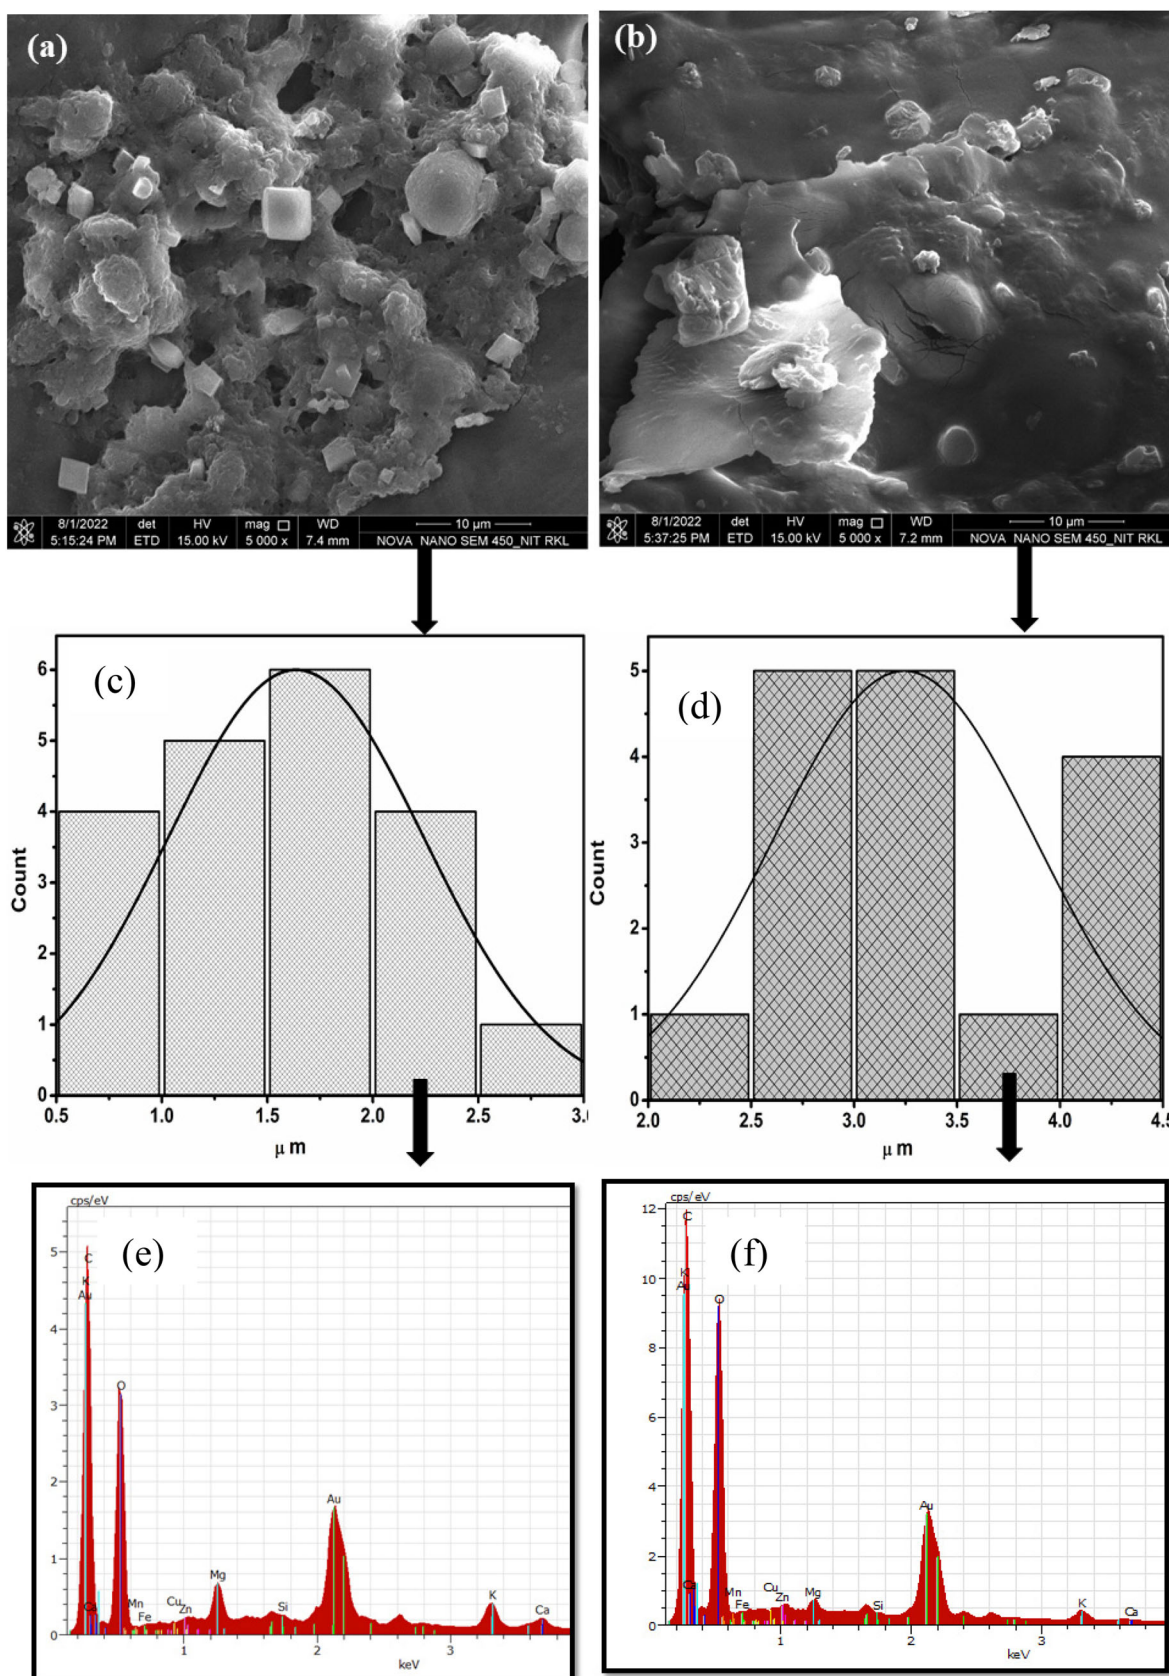 (a)
8/1/2022 det HV mag WD 10 µm
5:15:24 PM ETD 15.00 kV 5 000 x 7.4 mm NOVA NANO SEM 450_NIT RKL
(b)
8/1/2022 det HV mag WD 10 µm
5:37:25 PM ETD 15.00 kV 5 000 x 7.2 mm NOVA NANO SEM 450_NIT RKL
(c)
Count
6
5
4
3
2
1
0
0.5 1.0 1.5 2.0 2.5 3.0
µ m
(d)
Count
5
4
3
2
1
0
2.0 2.5 3.0 3.5 4.0 4.5
µ m
(e)
cps/eV
5
4
3
2
1
0
C
K
Au
Ca
O
Mn
Fe
Cu
Zn
Mg
Si
Au
K
Ca
1 2 3
keV
(f)
cps/eV
12
10
8
6
4
2
0
C
K
Au
Ca
O
Mn
Fe
Cu
Zn
Mg
Si
Au
K
Ca
1 2 3
keV